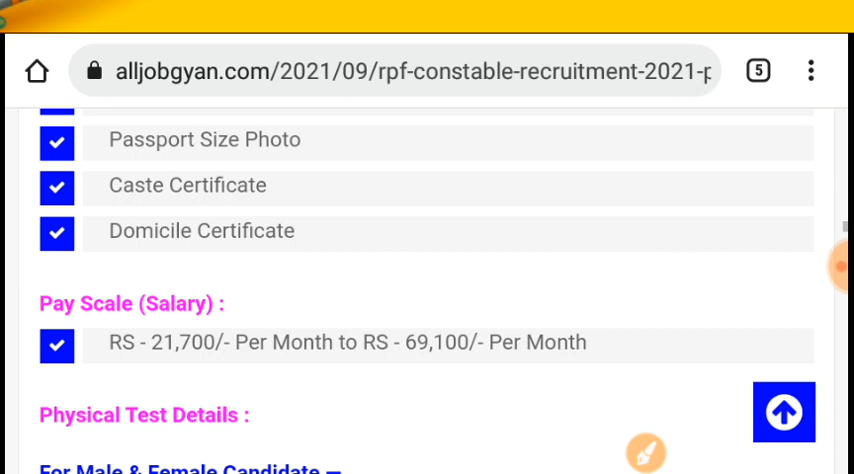 alljobgyan.com/2021/09/rpf-constable-recruitment-2021-p
5
Passport Size Photo
Caste Certificate
Domicile Certificate
Pay Scale (Salary) :
RS - 21,700/- Per Month to RS - 69,100/- Per Month
Physical Test Details :
For Male & Female Candidate —